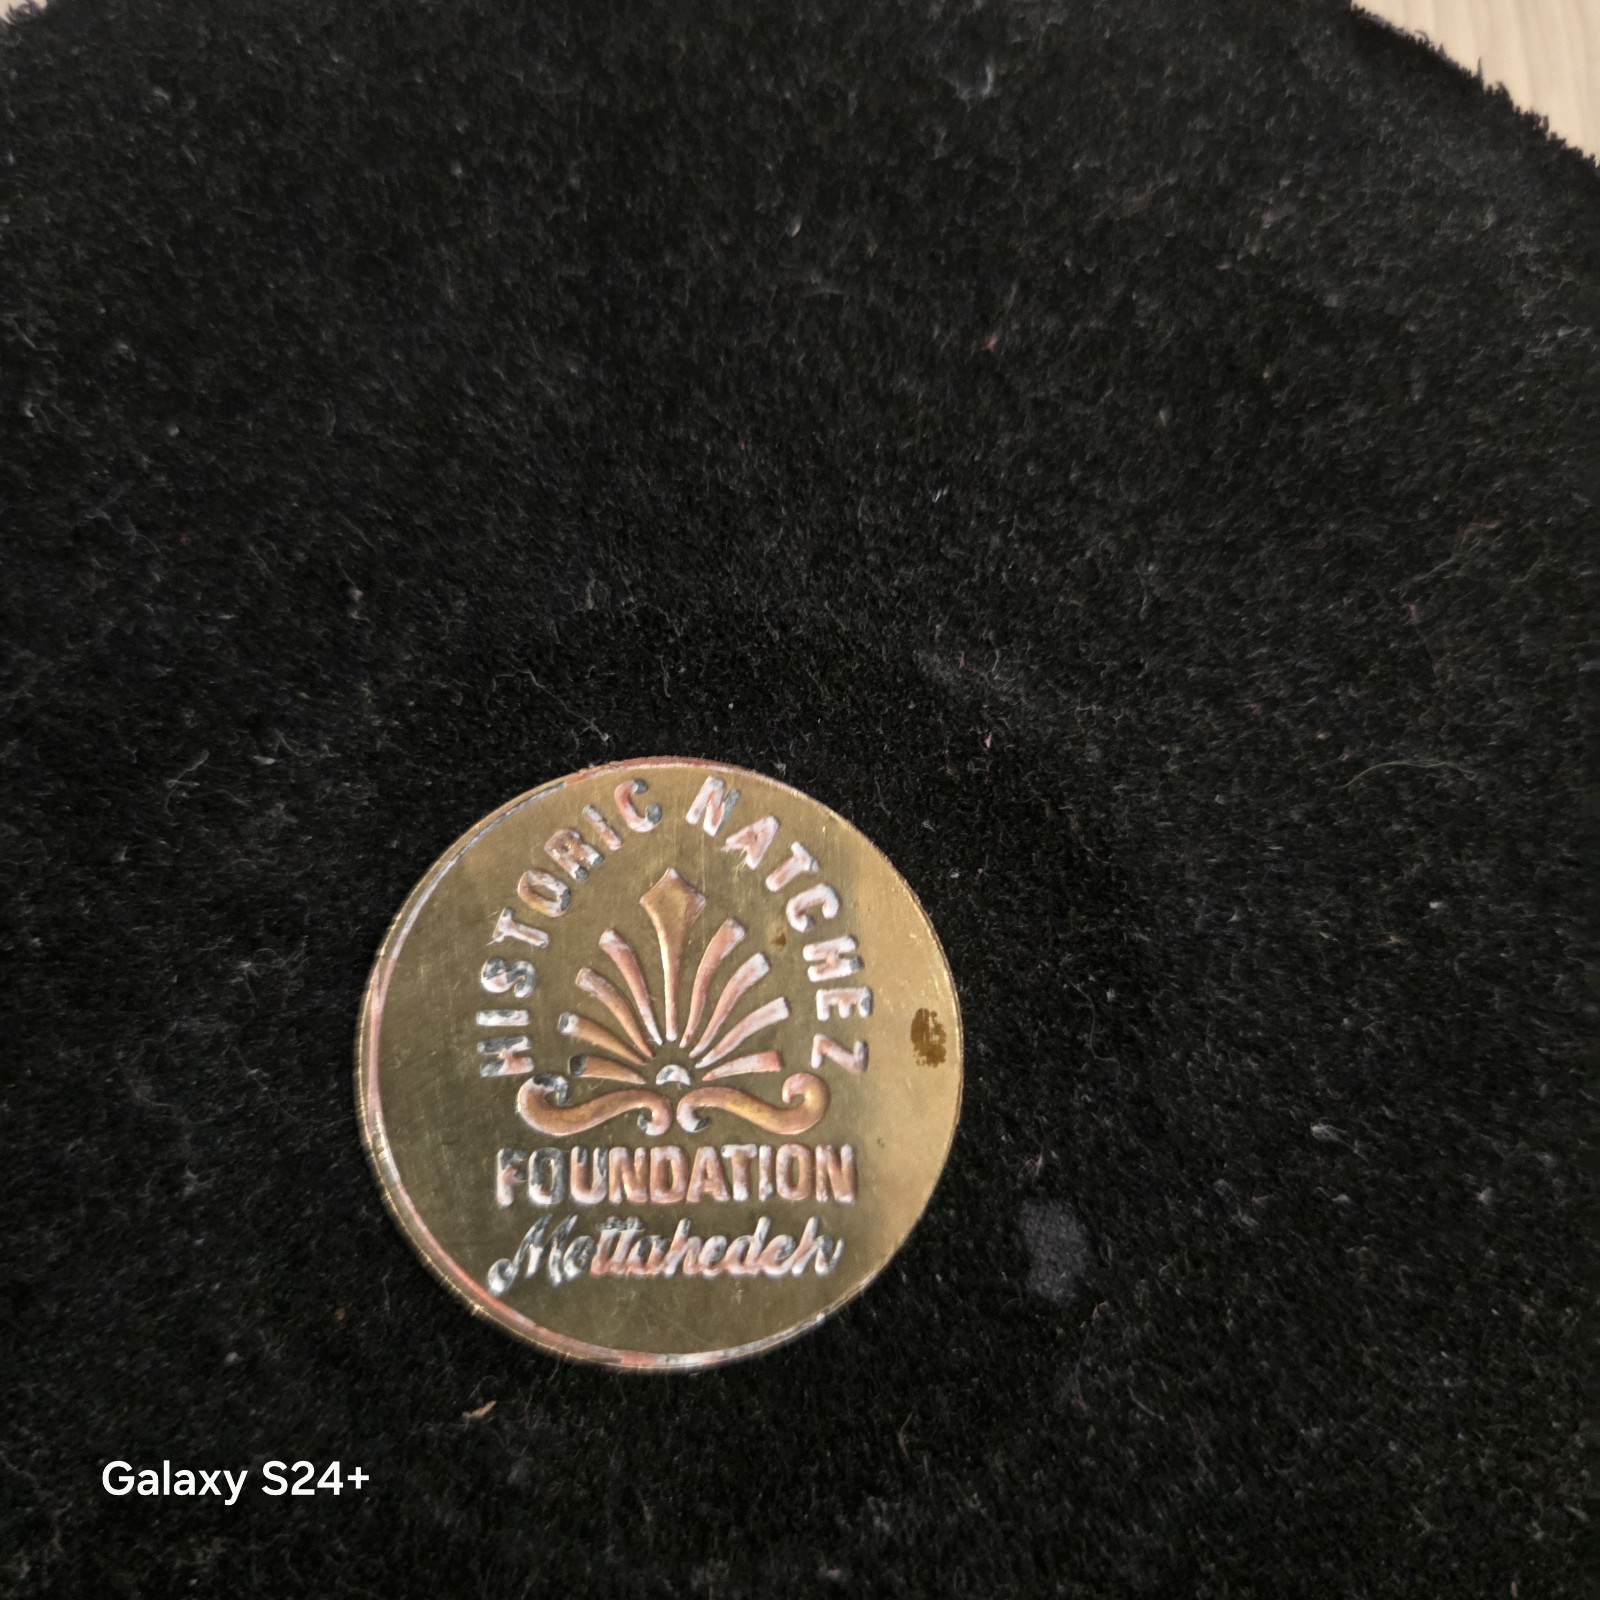 HISTORIC NATCHEZ
FOUNDATION
Mottahedeh
Galaxy S24+